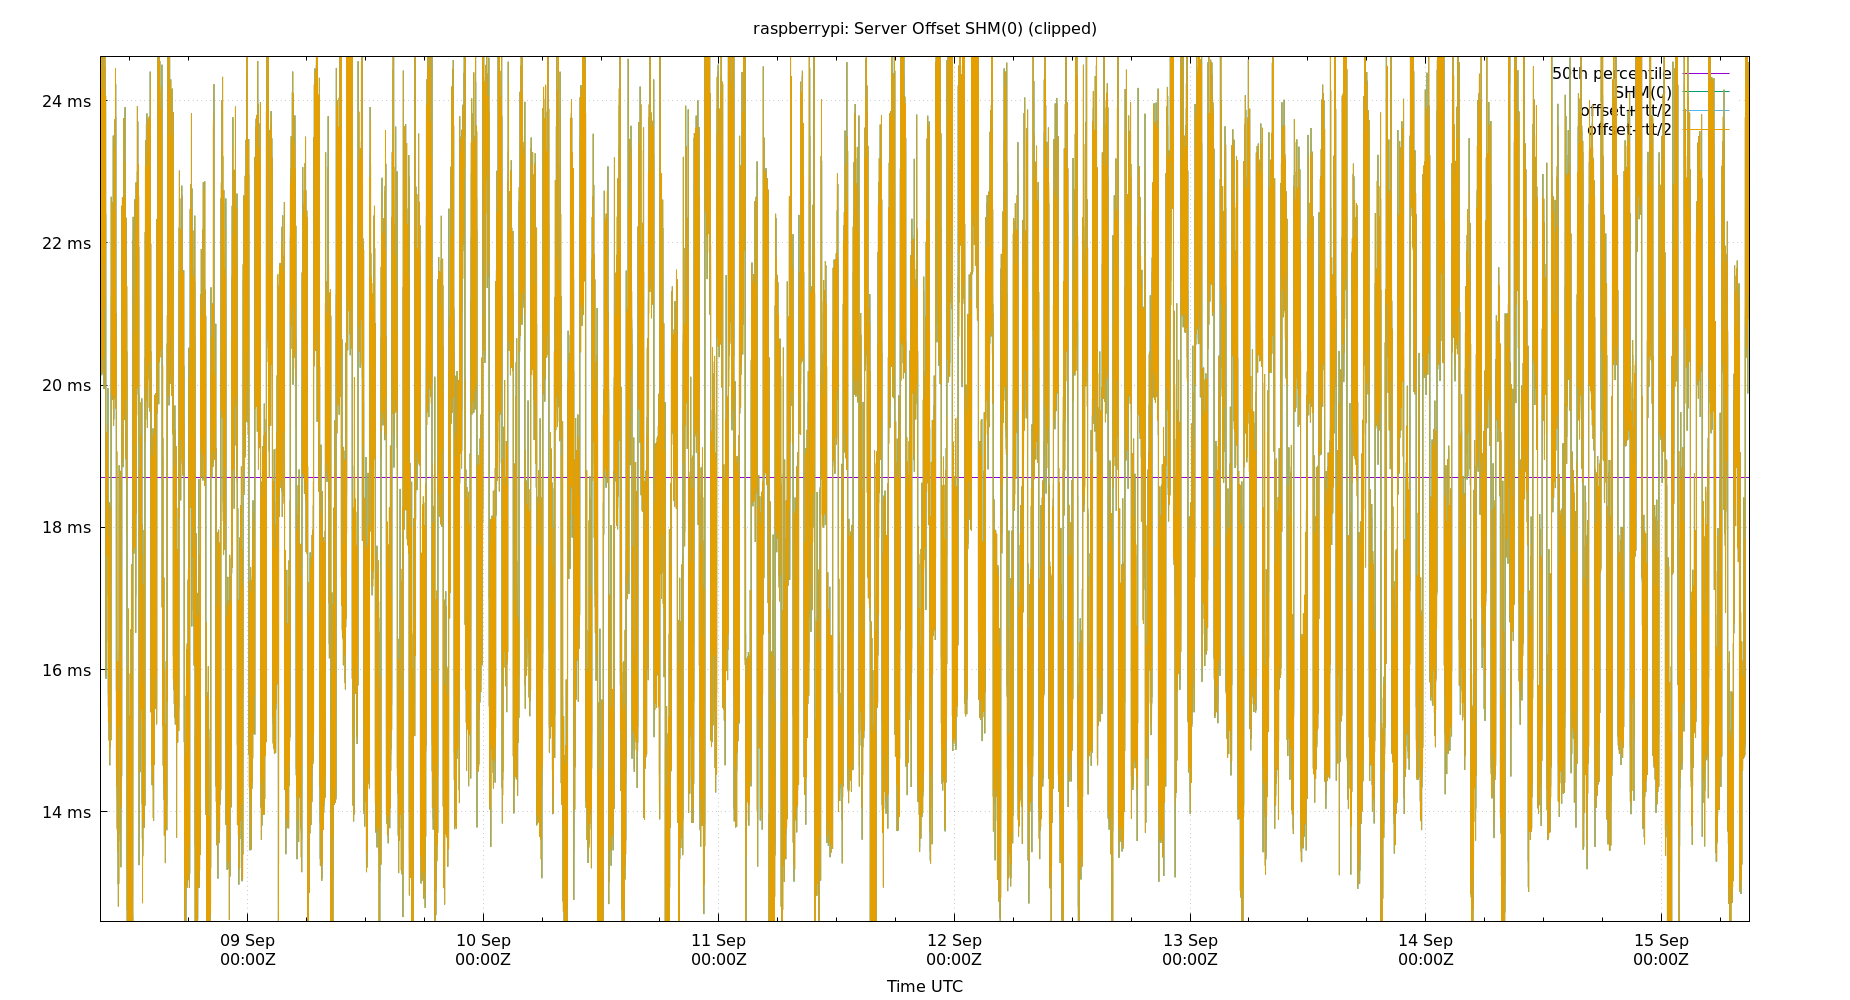 raspberrypi: Server Offset SHM(0) (clipped)
50th percentile
SHM(0)
offset+rtt/2
offset-rtt/2
24 ms
22 ms
20 ms
18 ms
16 ms
14 ms
09 Sep
00:00Z
10 Sep
00:00Z
11 Sep
00:00Z
12 Sep
00:00Z
13 Sep
00:00Z
14 Sep
00:00Z
15 Sep
00:00Z
Time UTC